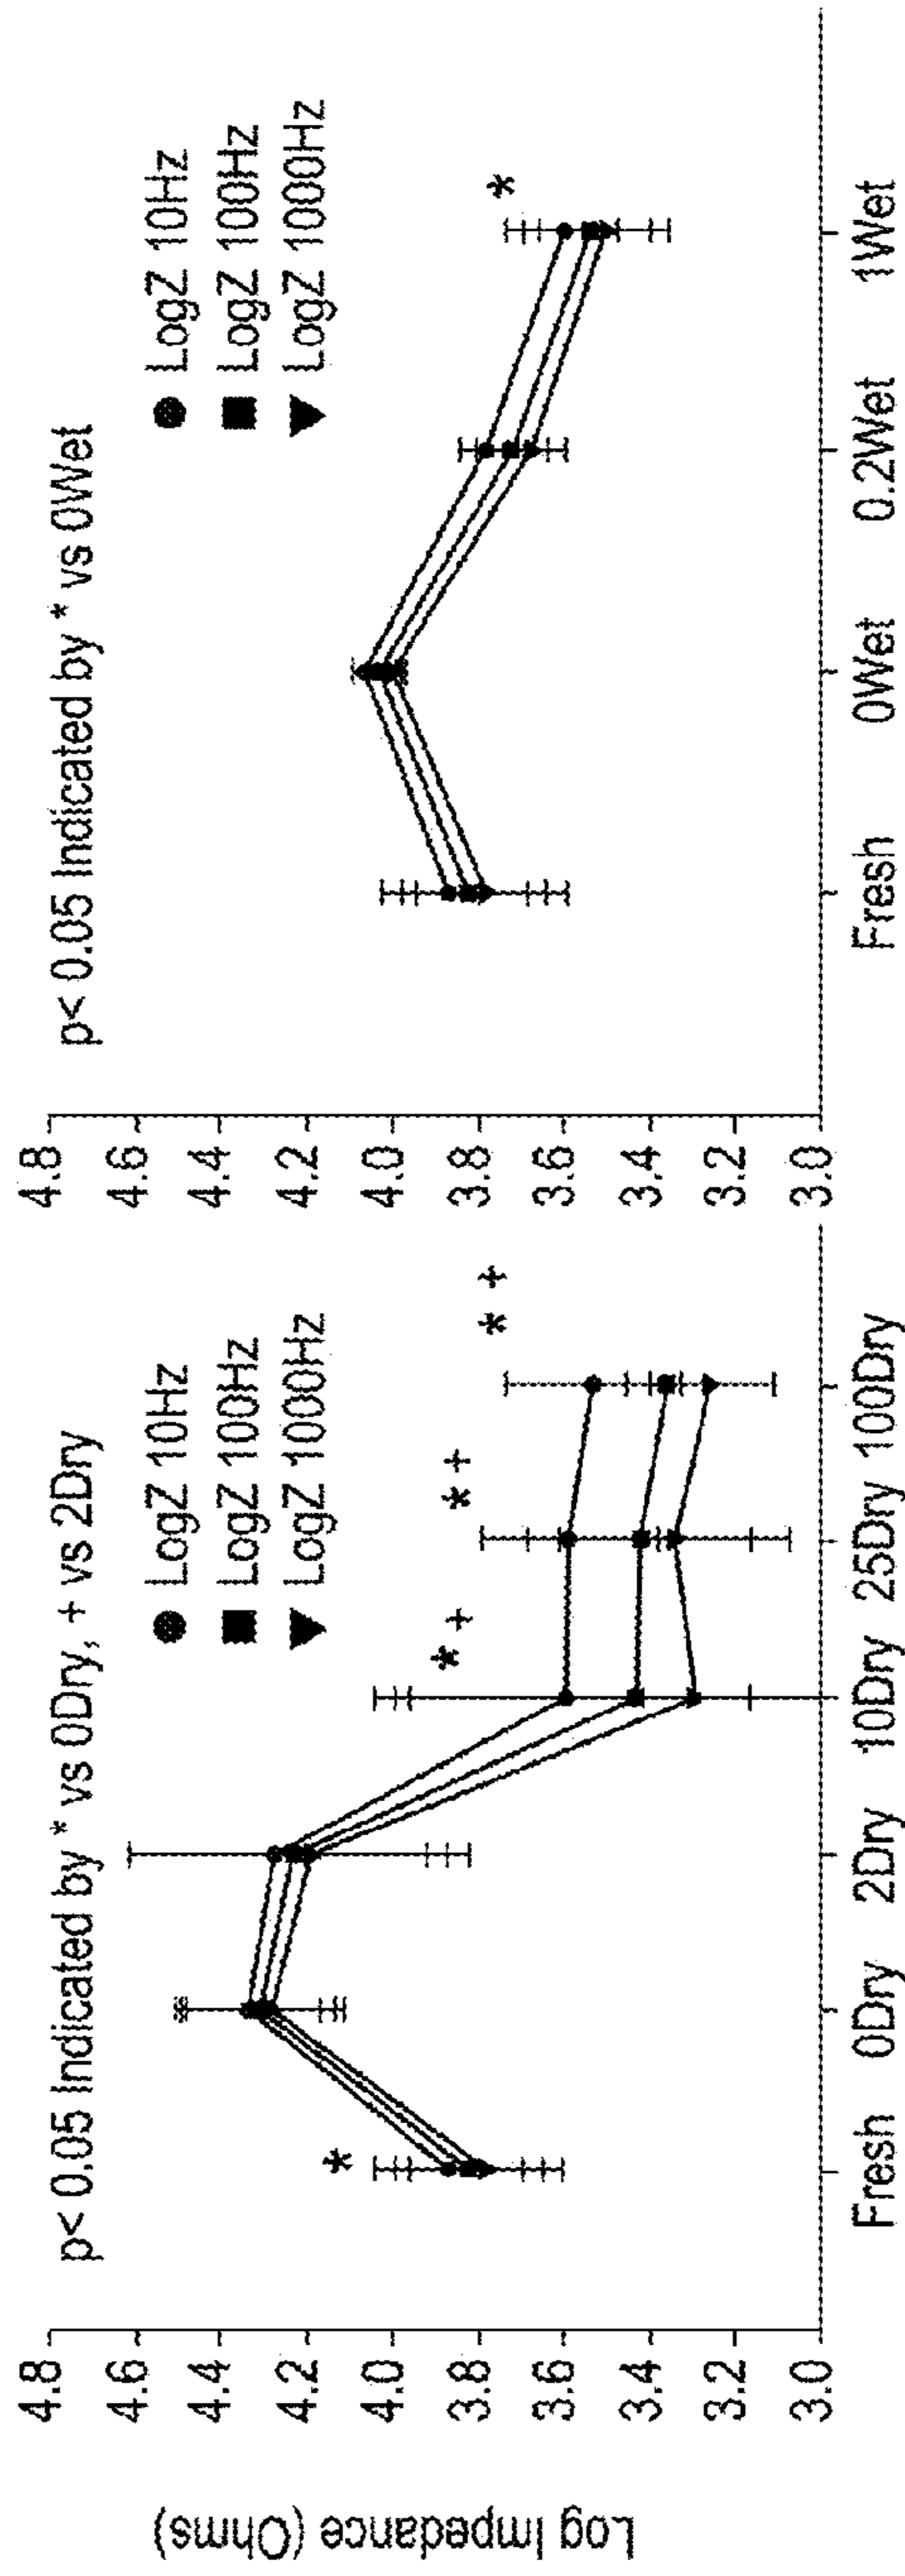 Log Impedance (Ohms)
p< 0.05 Indicated by * vs 0Dry, + vs 2Dry
LogZ 10Hz
LogZ 100Hz
LogZ 1000Hz
4.8
4.6
4.4
4.2
4.0
3.8
3.6
3.4
3.2
3.0
*
* +
* +
* +
Fresh 0Dry 2Dry 10Dry 25Dry 100Dry
p< 0.05 Indicated by * vs 0Wet
LogZ 10Hz
LogZ 100Hz
LogZ 1000Hz
4.8
4.6
4.4
4.2
4.0
3.8
3.6
3.4
3.2
3.0
*
Fresh 0Wet 0.2Wet 1Wet